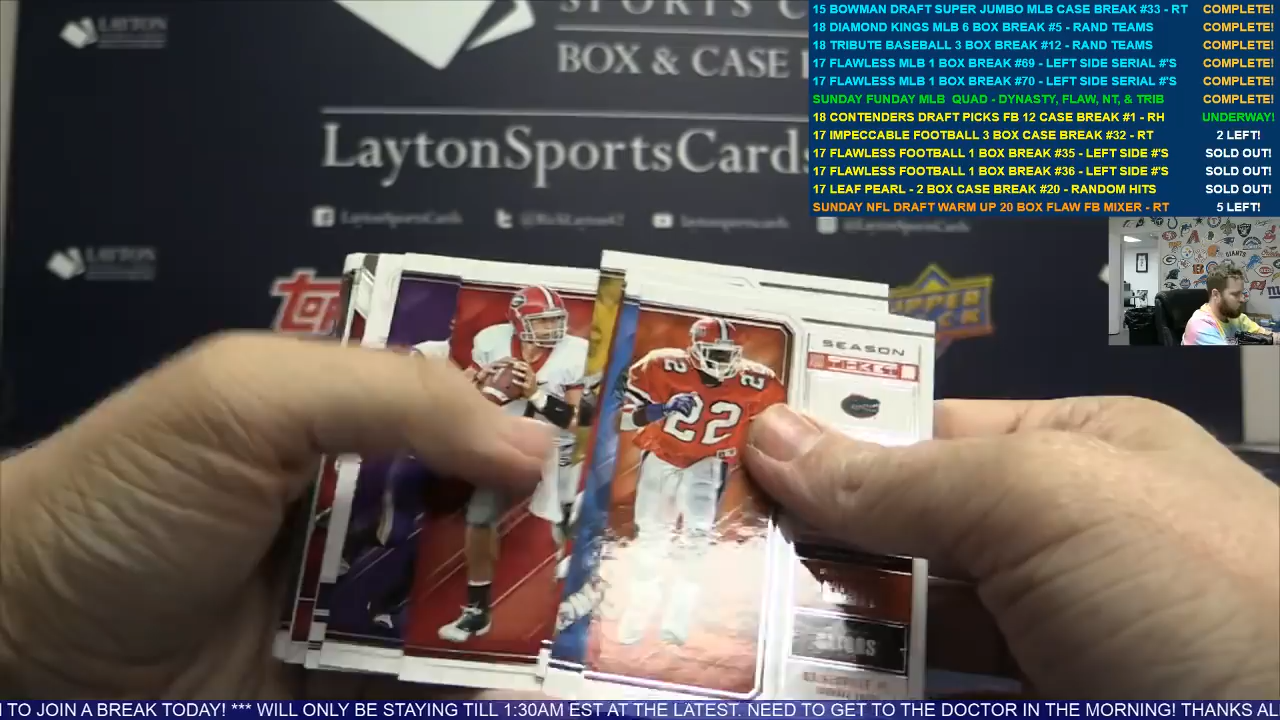 SPORTS C
BOX & CASE
LaytonSportsCards
LAYTON
LaytonSportsCards
LAYTON
15 BOWMAN DRAFT SUPER JUMBO MLB CASE BREAK #33 - RT COMPLETE!
18 DIAMOND KINGS MLB 6 BOX BREAK #5 - RAND TEAMS COMPLETE!
18 TRIBUTE BASEBALL 3 BOX BREAK #12 - RAND TEAMS COMPLETE!
17 FLAWLESS MLB 1 BOX BREAK #69 - LEFT SIDE SERIAL #'S COMPLETE!
17 FLAWLESS MLB 1 BOX BREAK #70 - LEFT SIDE SERIAL #'S COMPLETE!
SUNDAY FUNDAY MLB QUAD - DYNASTY, FLAW, NT, & TRIB COMPLETE!
18 CONTENDERS DRAFT PICKS FB 12 CASE BREAK #1 - RH UNDERWAY!
17 IMPECCABLE FOOTBALL 3 BOX CASE BREAK #32 - RT 2 LEFT!
17 FLAWLESS FOOTBALL 1 BOX BREAK #35 - LEFT SIDE #'S SOLD OUT!
17 FLAWLESS FOOTBALL 1 BOX BREAK #36 - LEFT SIDE #'S SOLD OUT!
17 LEAF PEARL - 2 BOX CASE BREAK #20 - RANDOM HITS SOLD OUT!
SUNDAY NFL DRAFT WARM UP 20 BOX FLAW FB MIXER - RT 5 LEFT!
UPPER
SEASON
TICKET
22
22
N TO JOIN A BREAK TODAY! *** WILL ONLY BE STAYING TILL 1:30AM EST AT THE LATEST. NEED TO GET TO THE DOCTOR IN THE MORNING! THANKS AL